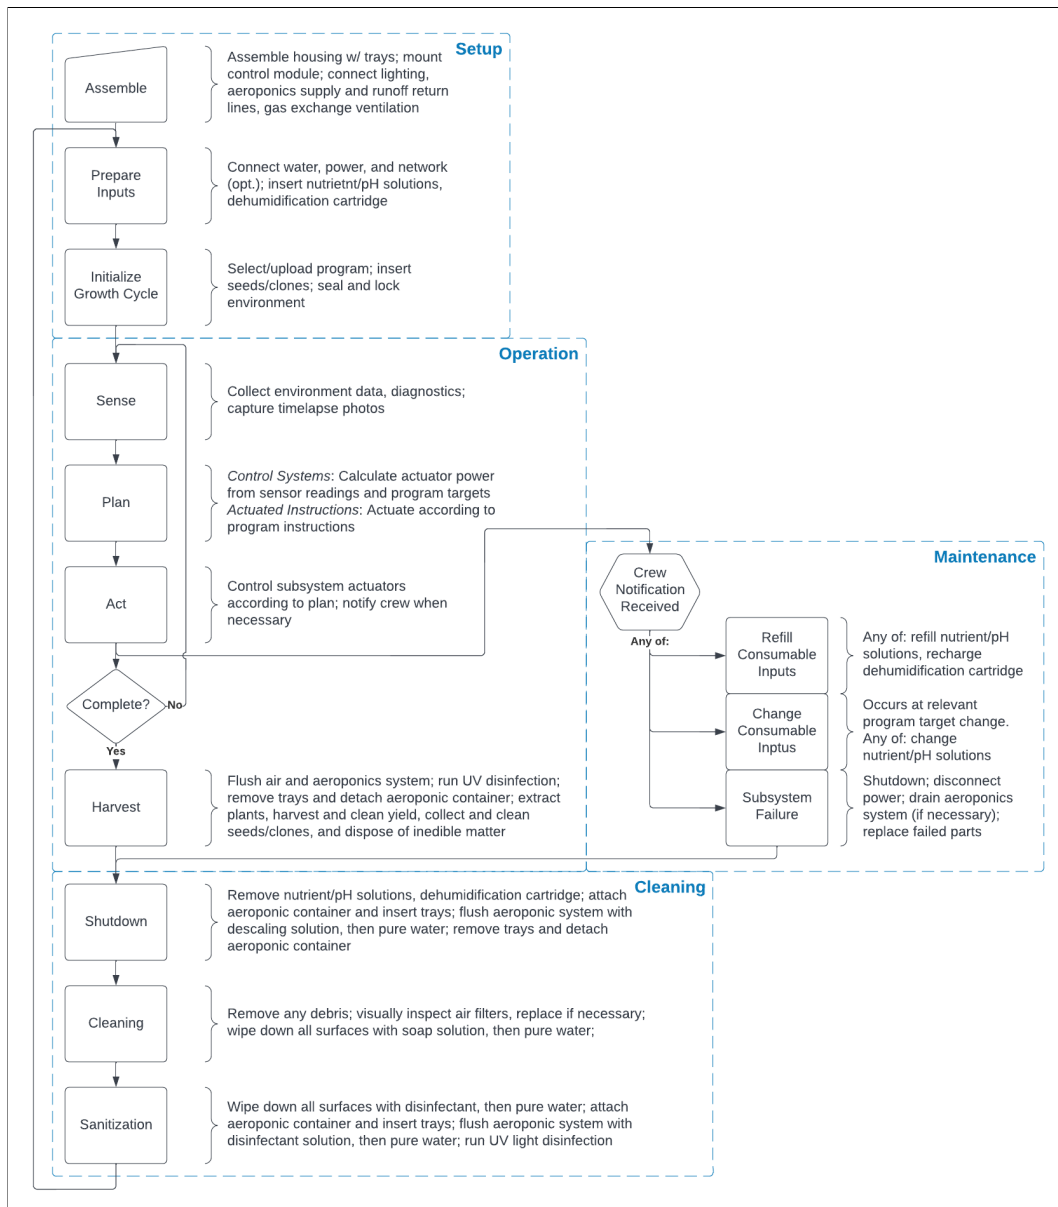 Setup
Assemble
Assemble housing w/ trays; mount
control module; connect lighting,
aeroponics supply and runoff return
lines, gas exchange ventilation
Prepare
Inputs
Connect water, power, and network
(opt.); insert nutrietnt/pH solutions,
dehumidification cartridge
Initialize
Growth Cycle
Select/upload program; insert
seeds/clones; seal and lock
environment
Operation
Sense
Collect environment data, diagnostics;
capture timelapse photos
Plan
Control Systems: Calculate actuator power
from sensor readings and program targets
Actuated Instructions: Actuate according to
program instructions
Act
Control subsystem actuators
according to plan; notify crew when
necessary
Complete?
No
Yes
Harvest
Flush air and aeroponics system; run UV disinfection;
remove trays and detach aeroponic container; extract
plants, harvest and clean yield, collect and clean
seeds/clones, and dispose of inedible matter
Maintenance
Crew
Notification
Received
Any of:
Refill
Consumable
Inputs
Any of: refill nutrient/pH
solutions, recharge
dehumidification cartridge
Change
Consumable
Inptus
Occurs at relevant
program target change.
Any of: change
nutrient/pH solutions
Subsystem
Failure
Shutdown; disconnect
power; drain aeroponics
system (if necessary);
replace failed parts
Cleaning
Shutdown
Remove nutrient/pH solutions, dehumidification cartridge; attach
aeroponic container and insert trays; flush aeroponic system with
descaling solution, then pure water; remove trays and detach
aeroponic container
Cleaning
Remove any debris; visually inspect air filters, replace if necessary;
wipe down all surfaces with soap solution, then pure water;
Sanitization
Wipe down all surfaces with disinfectant, then pure water; attach
aeroponic container and insert trays; flush aeroponic system with
disinfectant solution, then pure water; run UV light disinfection